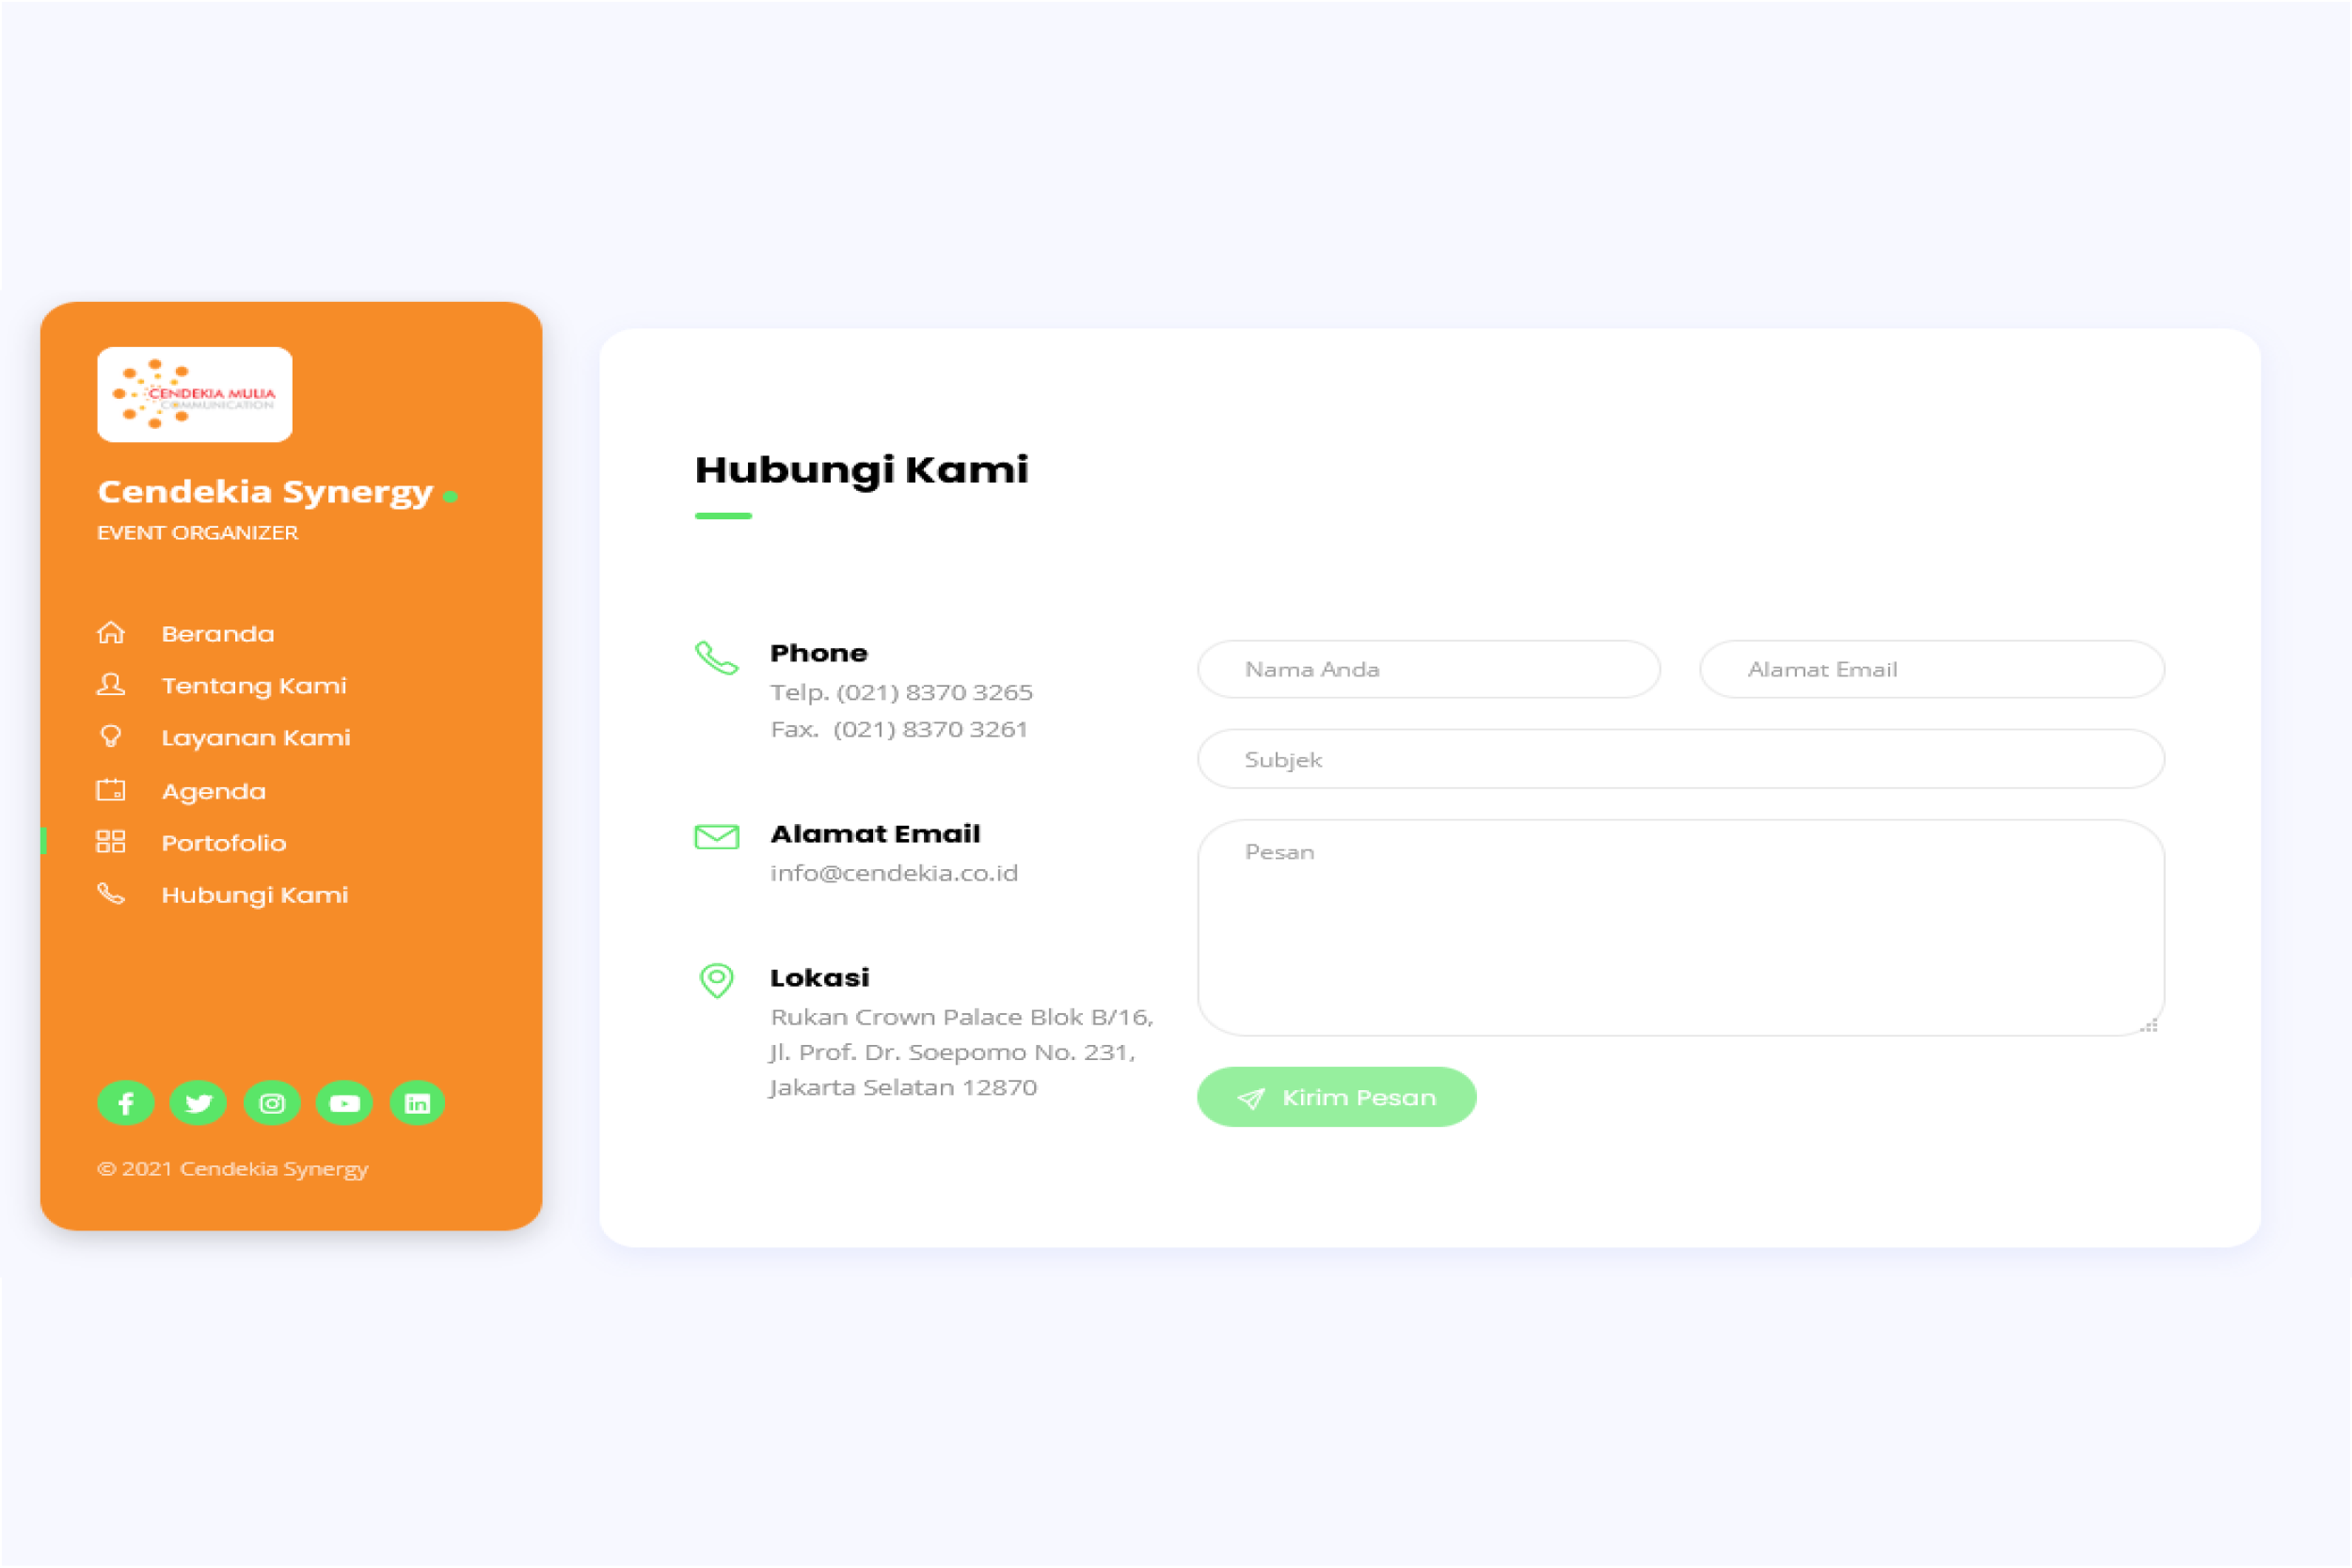 CENDEKIA MULIA
COMMUNICATION
Cendekia Synergy
EVENT ORGANIZER
Beranda
Tentang Kami
Layanan Kami
Agenda
Portofolio
Hubungi Kami
© 2021 Cendekia Synergy
Hubungi Kami
Phone
Telp. (021) 8370 3265
Fax. (021) 8370 3261
Alamat Email
info@cendekia.co.id
Lokasi
Rukan Crown Palace Blok B/16,
Jl. Prof. Dr. Soepomo No. 231,
Jakarta Selatan 12870
Nama Anda
Alamat Email
Subjek
Pesan
Kirim Pesan